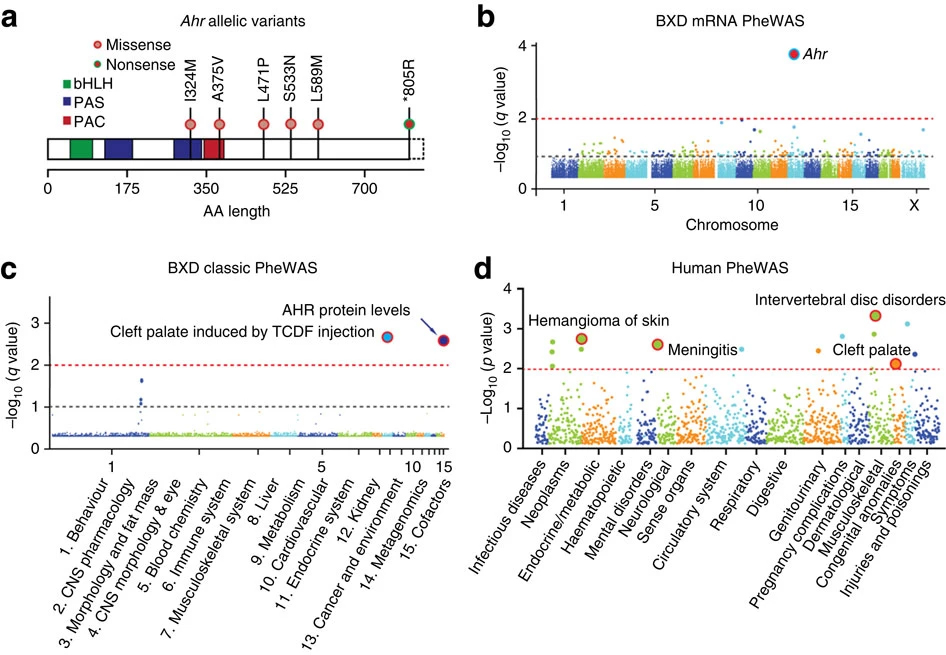 a
Ahr allelic variants
Missense
Nonsense
bHLH
PAS
PAC
I324M
A375V
L471P
S533N
L589M
*805R
0 175 350 525 700
AA length
b
BXD mRNA PheWAS
–log10 (q value)
4
2
0
Ahr
1 5 10 15 X
Chromosome
c
BXD classic PheWAS
–log10 (q value)
3
2
1
0
AHR protein levels
Cleft palate induced by TCDF injection
1 5 10 15
1. Behaviour
2. CNS pharmacology
3. Morphology and fat mass
4. CNS morphology & eye
5. Blood chemistry
6. Immune system
7. Musculoskeletal system
8. Liver
9. Metabolism
10. Cardiovascular
11. Endocrine system
12. Kidney
13. Cancer and environment
14. Metagenomics
15. Cofactors
d
Human PheWAS
–Log10 (p value)
4
3
2
1
0
Intervertebral disc disorders
Hemangioma of skin
Meningitis
Cleft palate
Infectious diseases
Neoplasms
Endocrine/metabolic
Haematopoetic
Mental disorders
Neurological
Sense organs
Circulatory system
Respiratory
Digestive
Genitourinary
Pregnancy complications
Dermatological
Musculoskeletal
Congenital anomalies
Symptoms
Injuries and poisonings